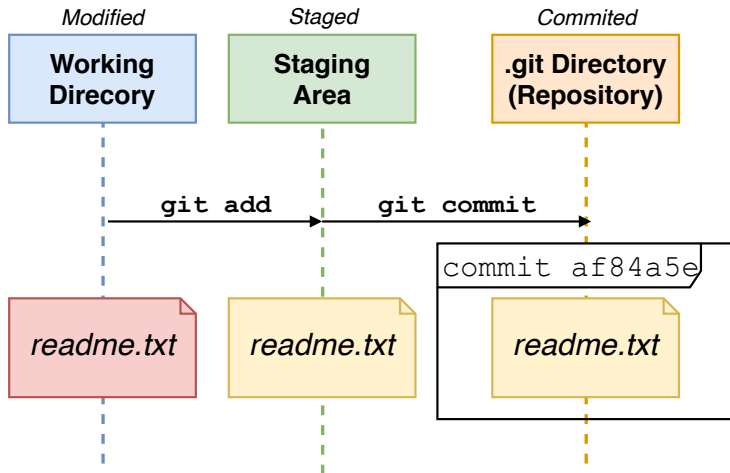 Modified
Staged
Commited
Working
Direcory
Staging
Area
.git Directory
(Repository)
git add
git commit
commit af84a5e
readme.txt
readme.txt
readme.txt